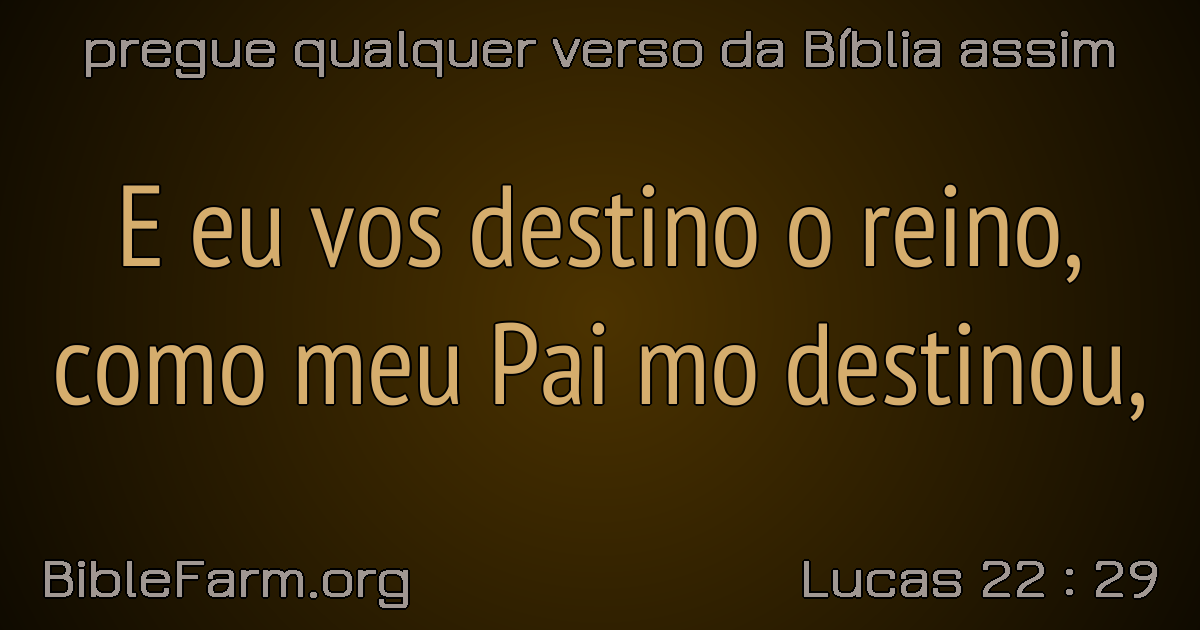 pregue qualquer verso da Bíblia assim
E eu vos destino o reino,
como meu Pai mo destinou,
BibleFarm.org
Lucas 22 : 29